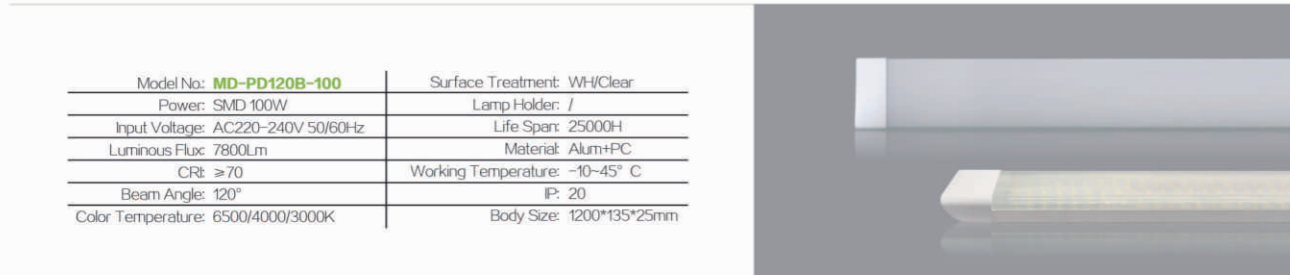 Model No.: MD-PD120B-100
Power: SMD 100W
Input Voltage: AC220-240V 50/60Hz
Luminous Flux: 7800Lm
CRI: ≥70
Beam Angle: 120°
Color Temperature: 6500/4000/3000K
Surface Treatment: WH/Clear
Lamp Holder: /
Life Span: 25000H
Material: Alum+PC
Working Temperature: -10~45° C
IP: 20
Body Size: 1200*135*25mm